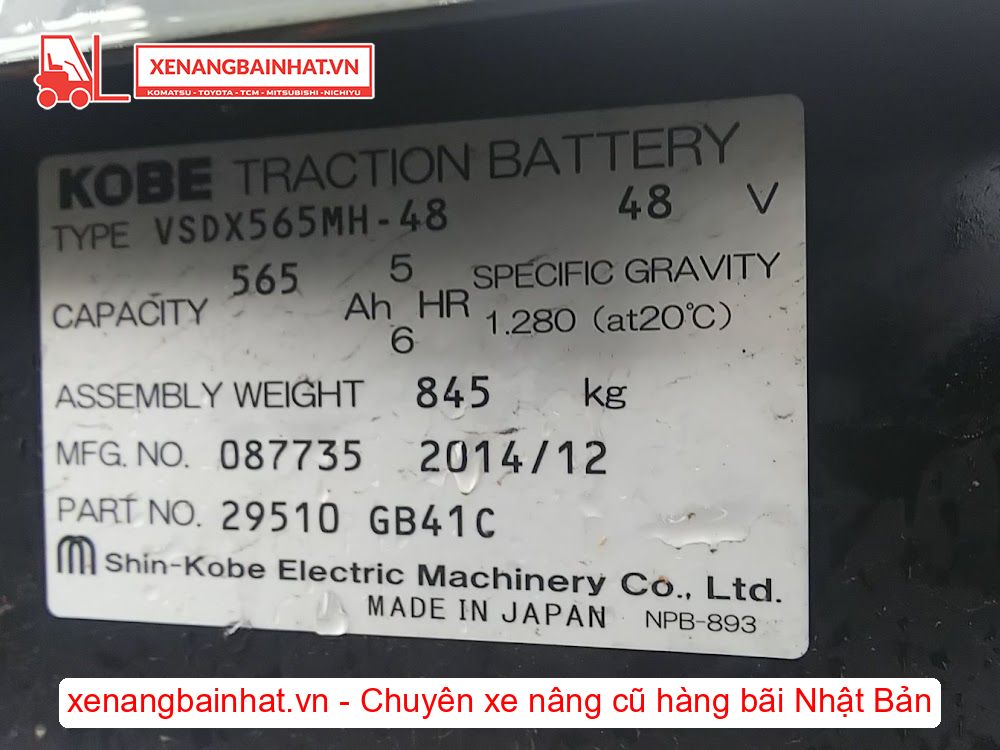 XENANGBAINHAT.VN
KOMATSU - TOYOTA - TCM - MITSUBISHI - NICHIYU
KOBE TRACTION BATTERY
TYPE VSDX565MH-48 48 V
CAPACITY 565 Ah 5 HR 6 SPECIFIC GRAVITY
1.280 (at20°C)
ASSEMBLY WEIGHT 845 kg
MFG. NO. 087735 2014/12
PART NO. 29510 GB41C
Shin-Kobe Electric Machinery Co., Ltd.
MADE IN JAPAN NPB-893
xenangbainhat.vn - Chuyên xe nâng cũ hàng bãi Nhật Bản